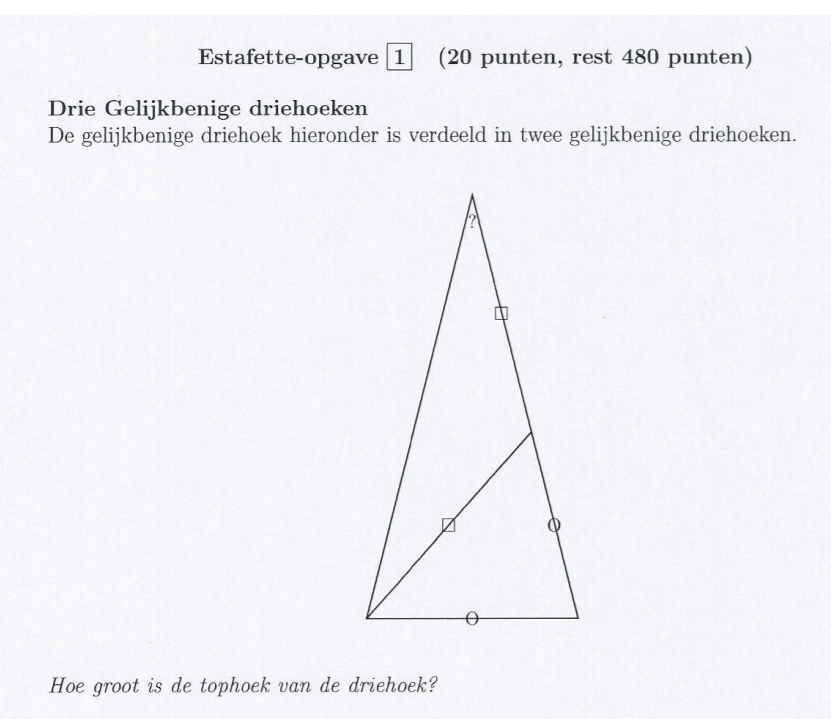 Estafette-opgave 1 (20 punten, rest 480 punten)
Drie Gelijkbenige driehoeken
De gelijkbenige driehoek hieronder is verdeeld in twee gelijkbenige driehoeken.
?
Hoe groot is de tophoek van de driehoek?